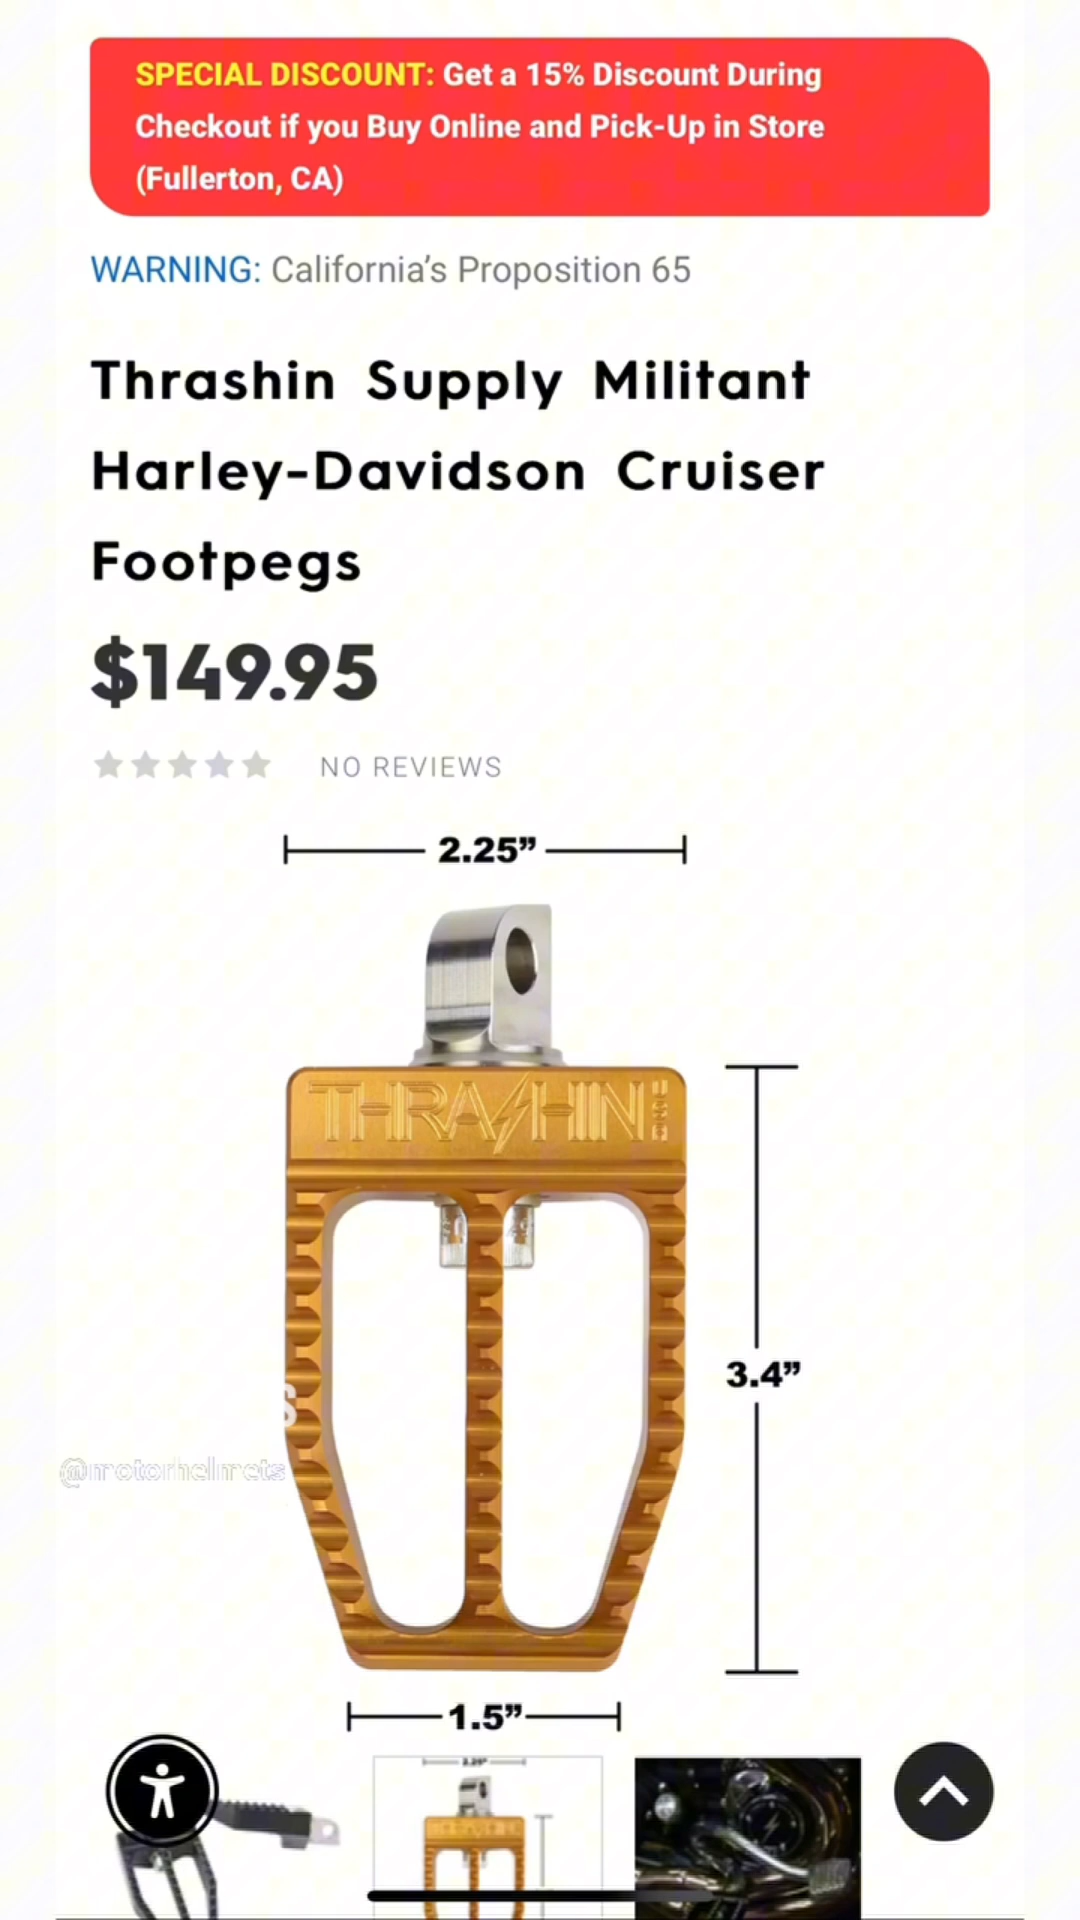 SPECIAL DISCOUNT: Get a 15% Discount During
Checkout if you Buy Online and Pick-Up in Store
(Fullerton, CA)
WARNING: California’s Proposition 65
Thrashin Supply Militant
Harley-Davidson Cruiser
Footpegs
$149.95
NO REVIEWS
2.25”
THRASHIN
3.4”
S
@motorhelmets
1.5”
2.25”